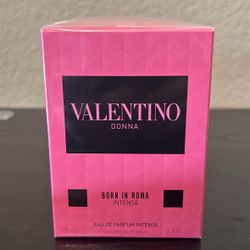 VALENTINO
DONNA
BORN IN ROMA
INTENSE
EAU DE PARFUM INTENSE